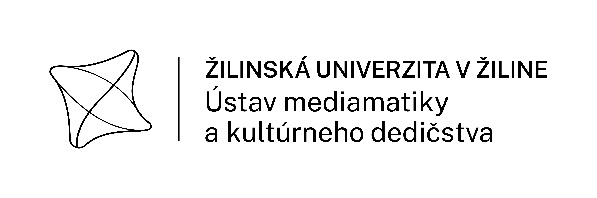 ŽILINSKÁ UNIVERZITA V ŽILINE
Ústav mediamatiky
a kultúrneho dedičstva